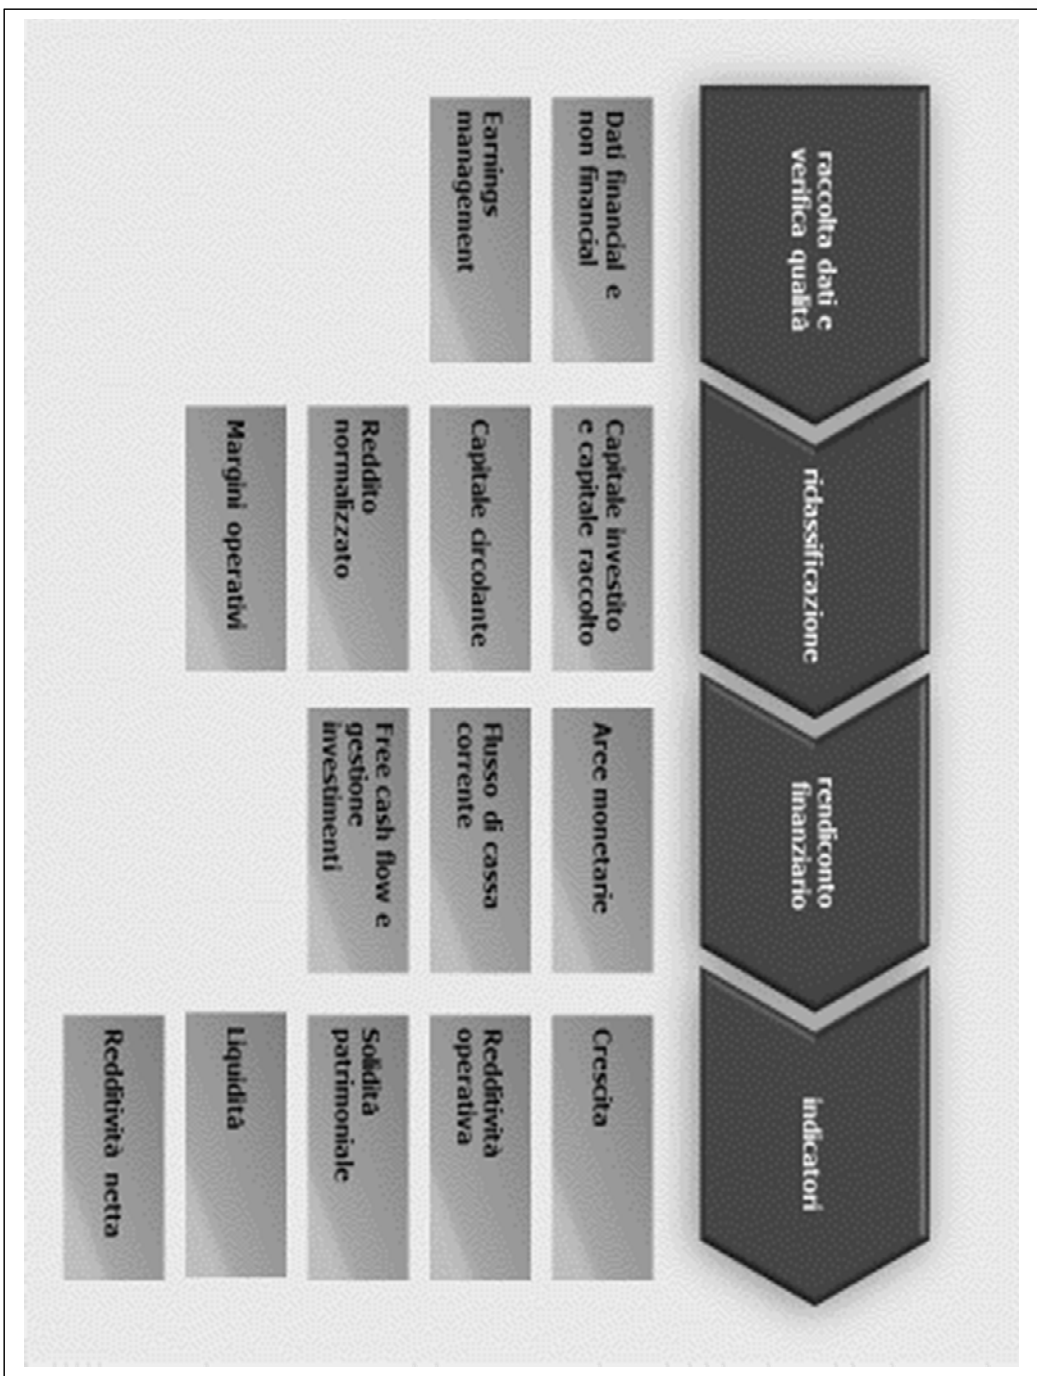 raccolta dati e
verifica qualità
Dati financial e
non financial
Earnings
management
riclassificazione
Capitale investito
e capitale raccolto
Capitale circolante
Reddito
normalizzato
Margini operativi
rendiconto
finanziario
Aree monetarie
Flusso di cassa
corrente
Free cash flow e
gestione
investimenti
indicatori
Crescita
Redditività
operativa
Solidità
patrimoniale
Liquidità
Redditività netta